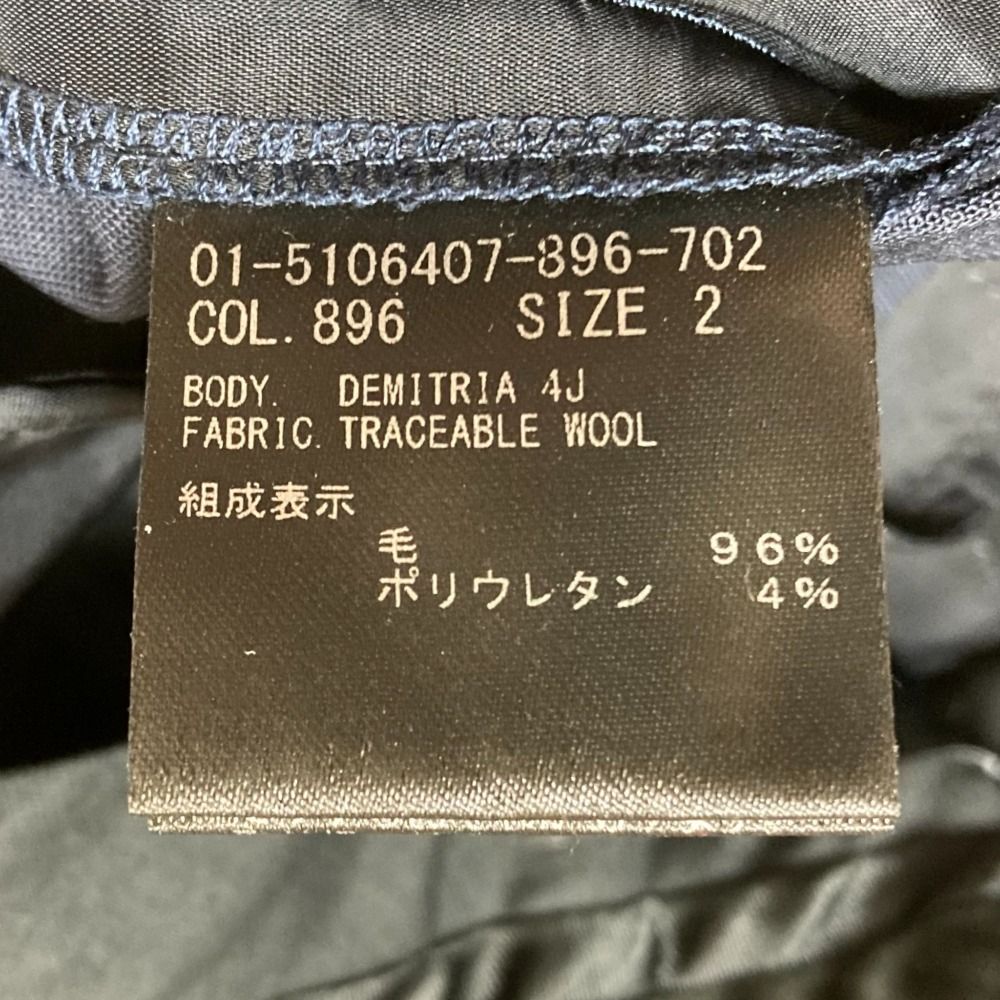 01-5106407-896-702
COL. 896 SIZE 2
BODY. DEMITRIA 4J
FABRIC. TRACEABLE WOOL
組成表示
毛 96%
ポリウレタン 4%